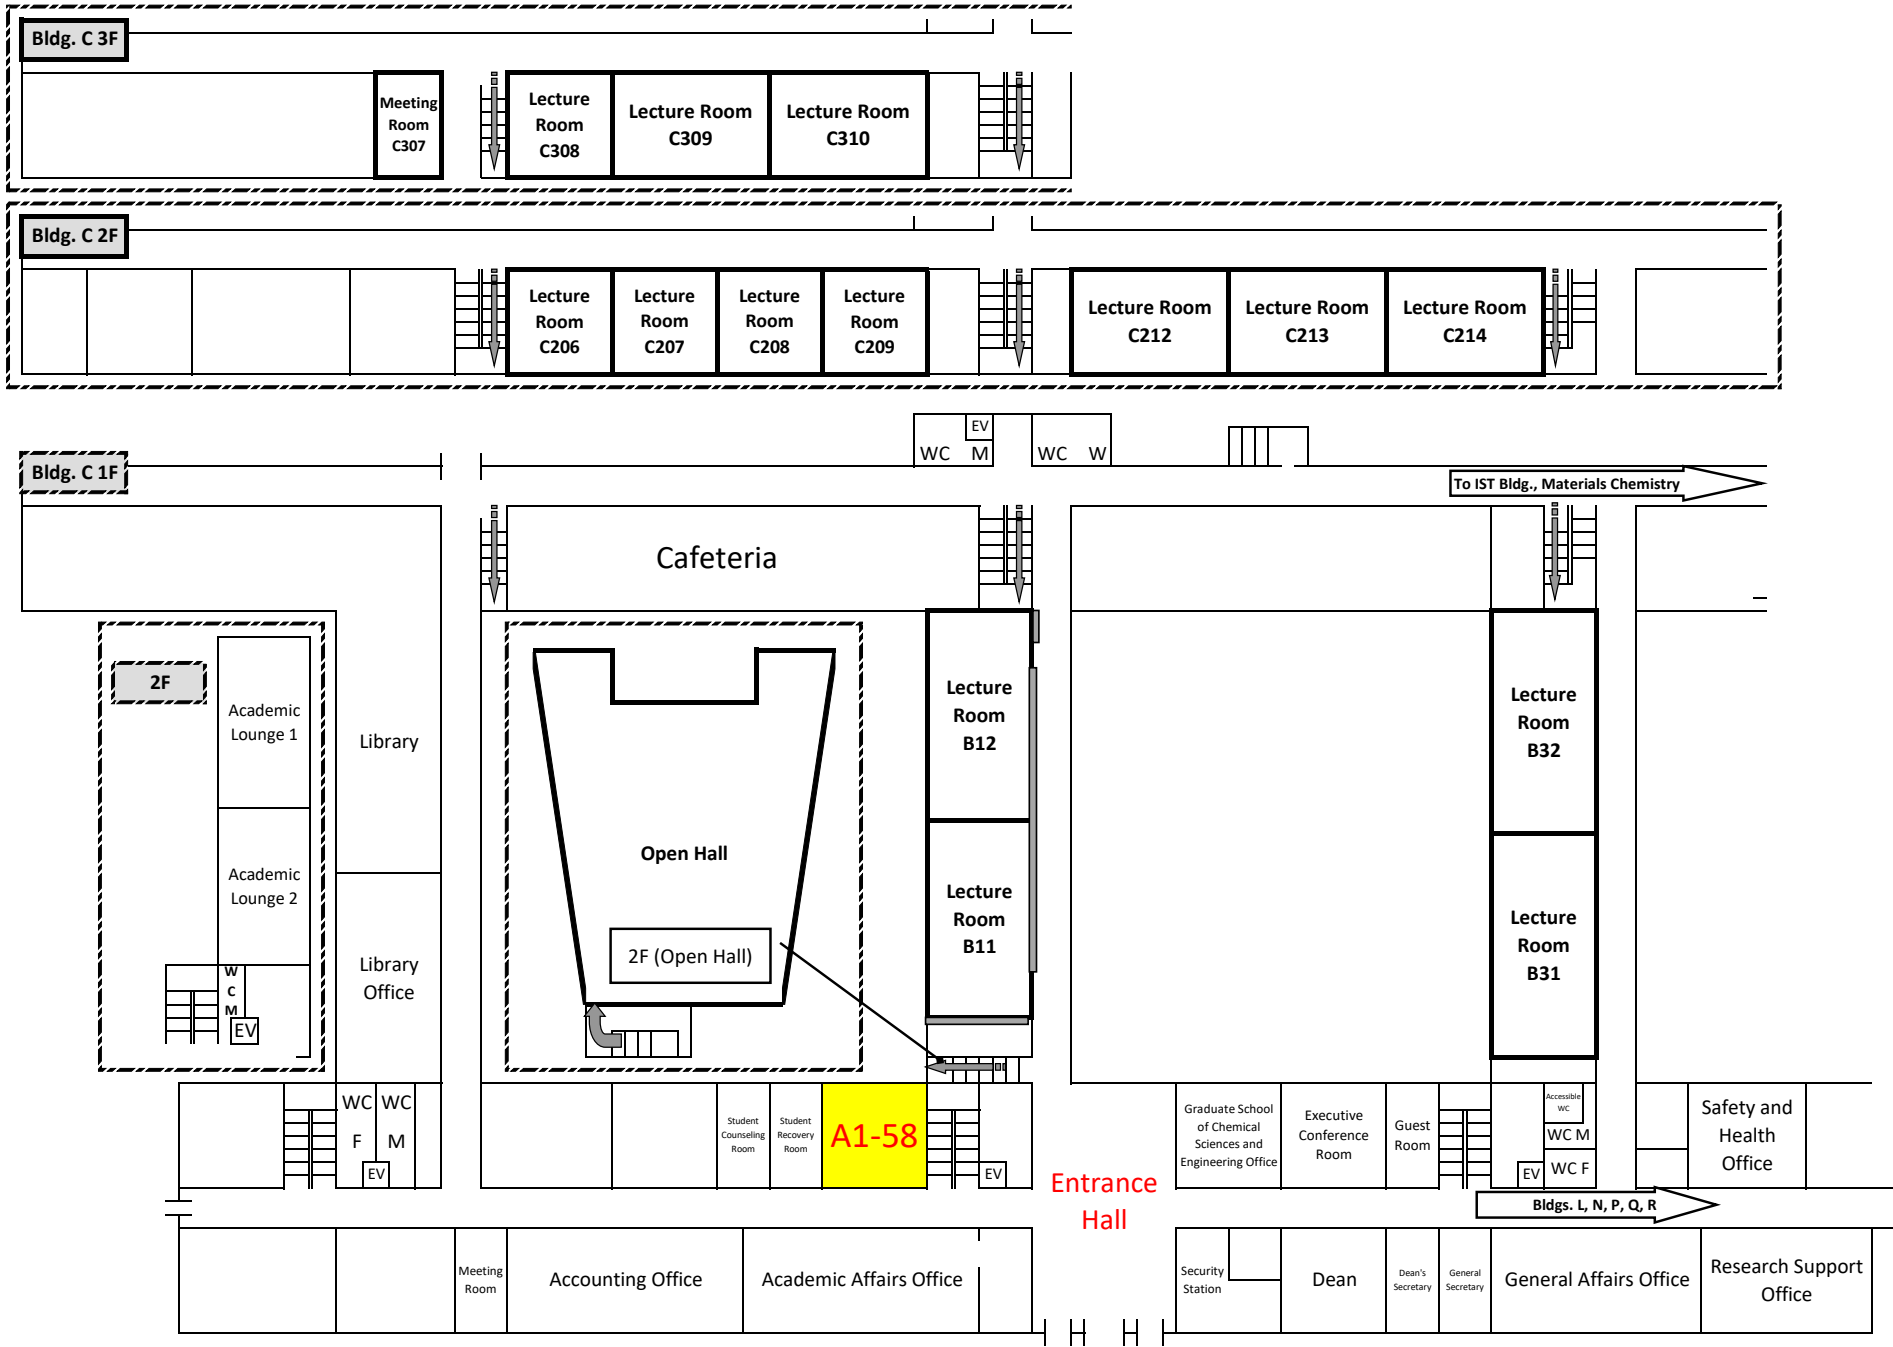 Bldg. C 3F
Meeting
Room
C307
Lecture
Room
C308
Lecture Room
C309
Lecture Room
C310
Bldg. C 2F
Lecture
Room
C206
Lecture
Room
C207
Lecture
Room
C208
Lecture
Room
C209
Lecture Room
C212
Lecture Room
C213
Lecture Room
C214
EV
WC M
WC W
Bldg. C 1F
To IST Bldg., Materials Chemistry
Cafeteria
2F
Academic
Lounge 1
Library
Open Hall
Lecture
Room
B12
Lecture
Room
B32
Academic
Lounge 2
Lecture
Room
B11
Lecture
Room
B31
2F (Open Hall)
Library
Office
W
C
M
EV
WC
F
WC
M
EV
Student
Counseling
Room
Student
Recovery
Room
A1-58
EV
Entrance
Hall
Graduate School
of Chemical
Sciences and
Engineering Office
Executive
Conference
Room
Guest
Room
Accessible
WC
WC M
WC F
EV
Safety and
Health
Office
Bldgs. L, N, P, Q, R
Meeting
Room
Accounting Office
Academic Affairs Office
Security
Station
Dean
Dean's
Secretary
General
Secretary
General Affairs Office
Research Support
Office